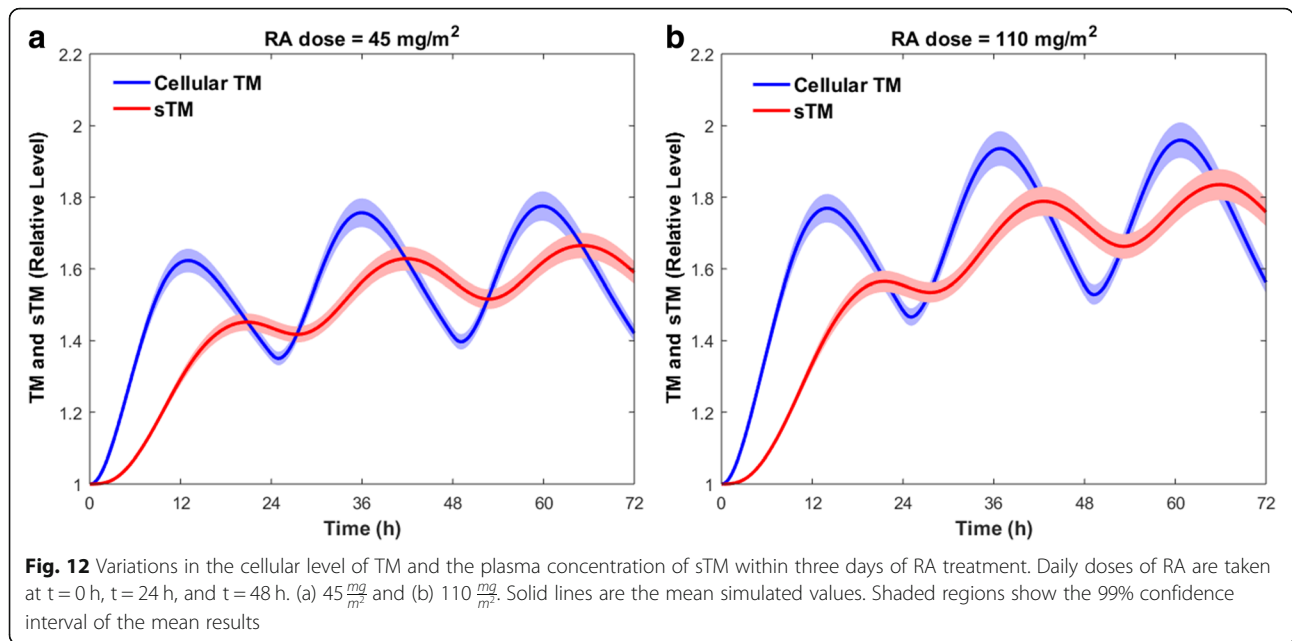 a
RA dose = 45 mg/m²
2.2
2
1.8
1.6
1.4
1.2
1
TM and sTM (Relative Level)
Cellular TM
sTM
0 12 24 36 48 60 72
Time (h)
b
RA dose = 110 mg/m²
2.2
2
1.8
1.6
1.4
1.2
1
TM and sTM (Relative Level)
Cellular TM
sTM
0 12 24 36 48 60 72
Time (h)
Fig. 12 Variations in the cellular level of TM and the plasma concentration of sTM within three days of RA treatment. Daily doses of RA are taken
at t = 0 h, t = 24 h, and t = 48 h. (a) 45 mg/m² and (b) 110 mg/m². Solid lines are the mean simulated values. Shaded regions show the 99% confidence
interval of the mean results